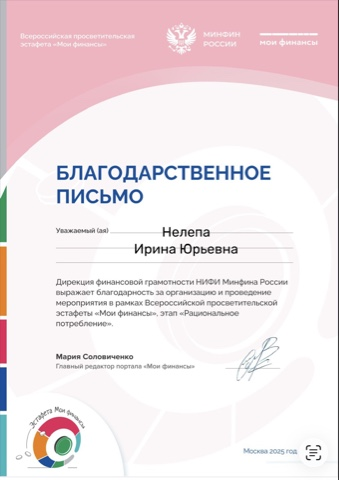 Всероссийская просветительская
эстафета «Мои финансы»
МИНФИН
РОССИИ
мои финансы
БЛАГОДАРСТВЕННОЕ
ПИСЬМО
Уважаемый (ая)
Нелепа
Ирина Юрьевна
Дирекция финансовой грамотности НИФИ Минфина России
выражает благодарность за организацию и проведение
мероприятия в рамках Всероссийской просветительской
эстафеты «Мои финансы», этап «Рациональное
потребление».
Мария Соловиченко
Главный редактор портала «Мои финансы»
Эстафета Мои финансы
Москва 2025 год